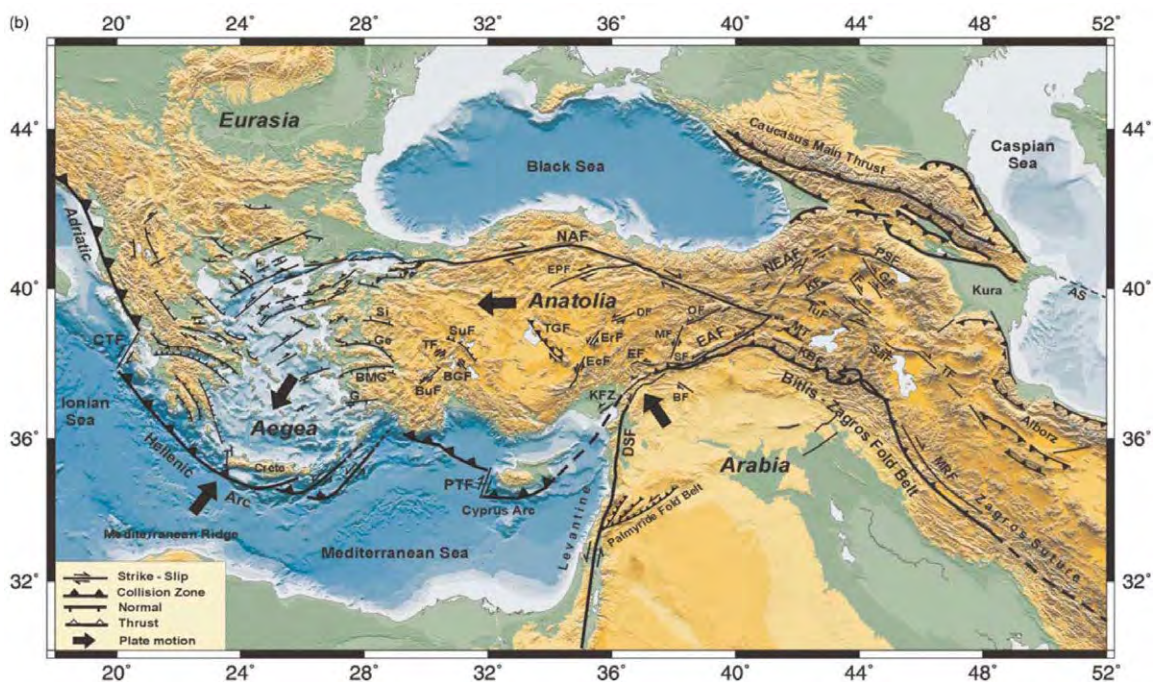 (b)
20° 24° 28° 32° 36° 40° 44° 48° 52°
Eurasia
44° 44°
Caucasus Main Thrust
Caspian
Sea
Black Sea
Adriatic
NAF
NEAF
PSF
EPF
GF
Kura
AS
40° 40°
Anatolia
KF
TuF
Si
DF
OF
SuF
TGF
MF
EAF
MT
CTF
Ge
TF
ErF
KBF
EcF
EF
SF
BMG
BGF
BuF
KFZ
BF
TF
G
Bitlis - Zagros Fold Belt
Ionian
Sea
Aegea
Alborz
36° 36°
DSF
Arabia
MRF
Hellenic
Arc
Crete
PTF
Cyprus Arc
Levantine
Palmyride Fold Belt
Zagros Suture
Mediterranean Ridge
Mediterranean Sea
32° 32°
Strike - Slip
Collision Zone
Normal
Thrust
Plate motion
20° 24° 28° 32° 36° 40° 44° 48° 52°